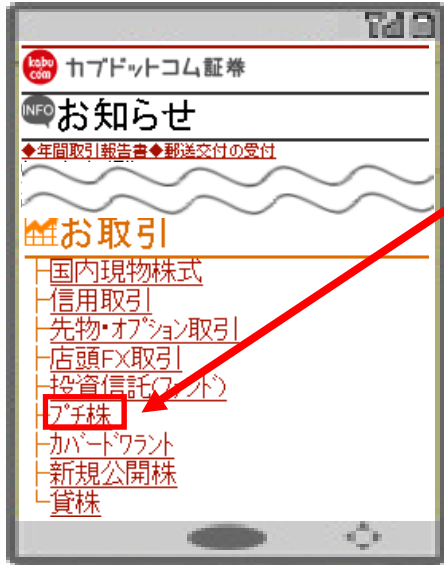 kabu.com カブドットコム証券
INFO お知らせ
◆年間取引報告書◆郵送交付の受付
お取引
国内現物株式
信用取引
先物・オプション取引
店頭FX取引
投資信託(ファンド)
プチ株
カバードワラント
新規公開株
貸株